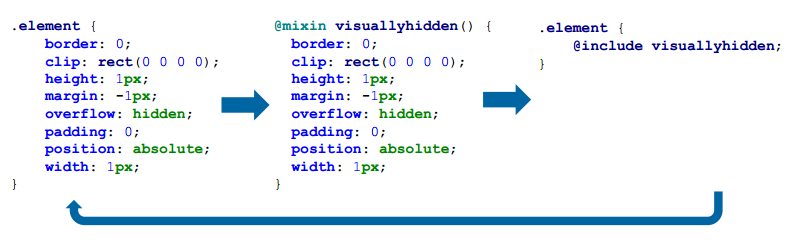 .element {
    border: 0;
    clip: rect(0 0 0 0);
    height: 1px;
    margin: -1px;
    overflow: hidden;
    padding: 0;
    position: absolute;
    width: 1px;
}
@mixin visuallyhidden() {
    border: 0;
    clip: rect(0 0 0 0);
    height: 1px;
    margin: -1px;
    overflow: hidden;
    padding: 0;
    position: absolute;
    width: 1px;
}
.element {
    @include visuallyhidden;
}